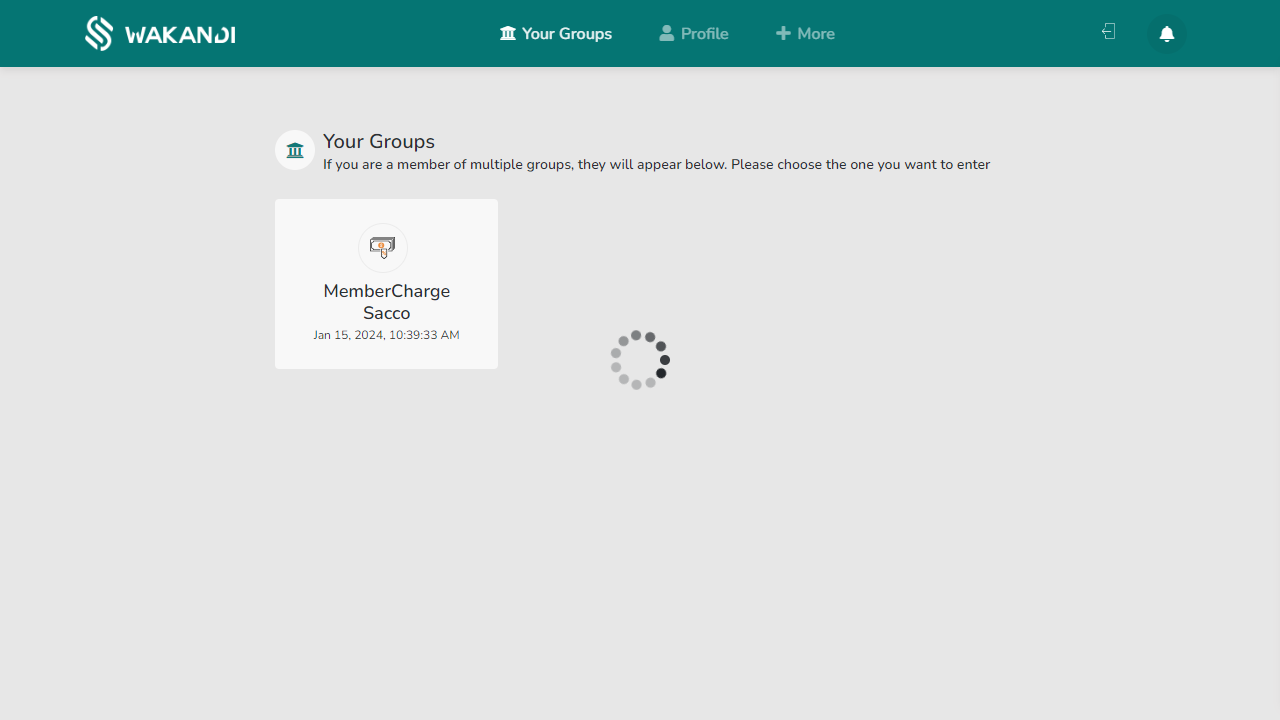 WAKANDI
Your Groups
Profile
More
Your Groups
If you are a member of multiple groups, they will appear below. Please choose the one you want to enter
MemberCharge
Sacco
Jan 15, 2024, 10:39:33 AM